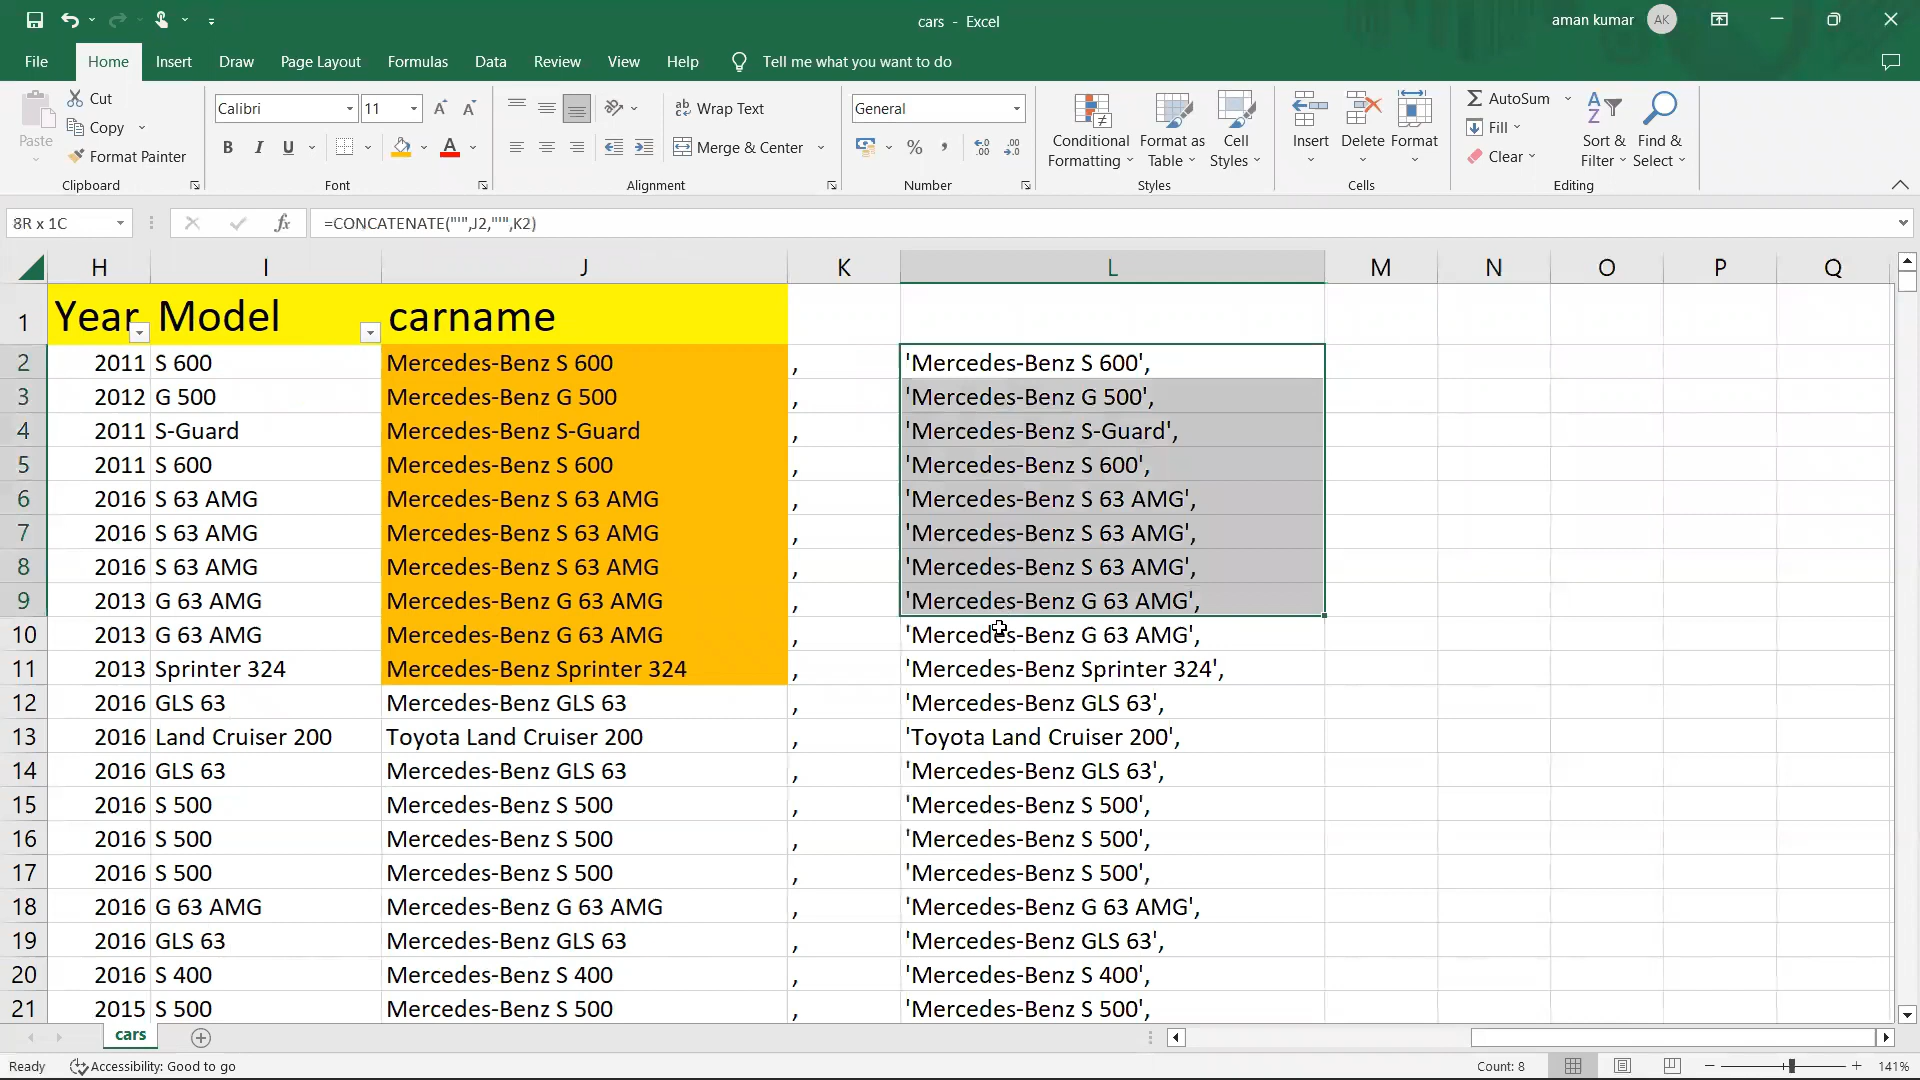 cars - Excel
aman kumar AK
File Home Insert Draw Page Layout Formulas Data Review View Help Tell me what you want to do
Paste
Cut
Copy
Format Painter
Clipboard
Calibri 11
B I U A
Font
ab Wrap Text
Merge & Center
Alignment
General
% ,
Number
Conditional Formatting
Format as Table
Cell Styles
Styles
Insert Delete Format
Cells
AutoSum
Fill
Clear
Sort & Filter
Find & Select
Editing
8R x 1C fx =CONCATENATE("'",J2,"'",K2)
H I J K L M N O P Q
1 Year Model carname
2 2011 S 600 Mercedes-Benz S 600 , 'Mercedes-Benz S 600',
3 2012 G 500 Mercedes-Benz G 500 , 'Mercedes-Benz G 500',
4 2011 S-Guard Mercedes-Benz S-Guard , 'Mercedes-Benz S-Guard',
5 2011 S 600 Mercedes-Benz S 600 , 'Mercedes-Benz S 600',
6 2016 S 63 AMG Mercedes-Benz S 63 AMG , 'Mercedes-Benz S 63 AMG',
7 2016 S 63 AMG Mercedes-Benz S 63 AMG , 'Mercedes-Benz S 63 AMG',
8 2016 S 63 AMG Mercedes-Benz S 63 AMG , 'Mercedes-Benz S 63 AMG',
9 2013 G 63 AMG Mercedes-Benz G 63 AMG , 'Mercedes-Benz G 63 AMG',
10 2013 G 63 AMG Mercedes-Benz G 63 AMG , 'Mercedes-Benz G 63 AMG',
11 2013 Sprinter 324 Mercedes-Benz Sprinter 324 , 'Mercedes-Benz Sprinter 324',
12 2016 GLS 63 Mercedes-Benz GLS 63 , 'Mercedes-Benz GLS 63',
13 2016 Land Cruiser 200 Toyota Land Cruiser 200 , 'Toyota Land Cruiser 200',
14 2016 GLS 63 Mercedes-Benz GLS 63 , 'Mercedes-Benz GLS 63',
15 2016 S 500 Mercedes-Benz S 500 , 'Mercedes-Benz S 500',
16 2016 S 500 Mercedes-Benz S 500 , 'Mercedes-Benz S 500',
17 2016 S 500 Mercedes-Benz S 500 , 'Mercedes-Benz S 500',
18 2016 G 63 AMG Mercedes-Benz G 63 AMG , 'Mercedes-Benz G 63 AMG',
19 2016 GLS 63 Mercedes-Benz GLS 63 , 'Mercedes-Benz GLS 63',
20 2016 S 400 Mercedes-Benz S 400 , 'Mercedes-Benz S 400',
21 2015 S 500 Mercedes-Benz S 500 , 'Mercedes-Benz S 500',
cars
Ready Accessibility: Good to go Count: 8 141%